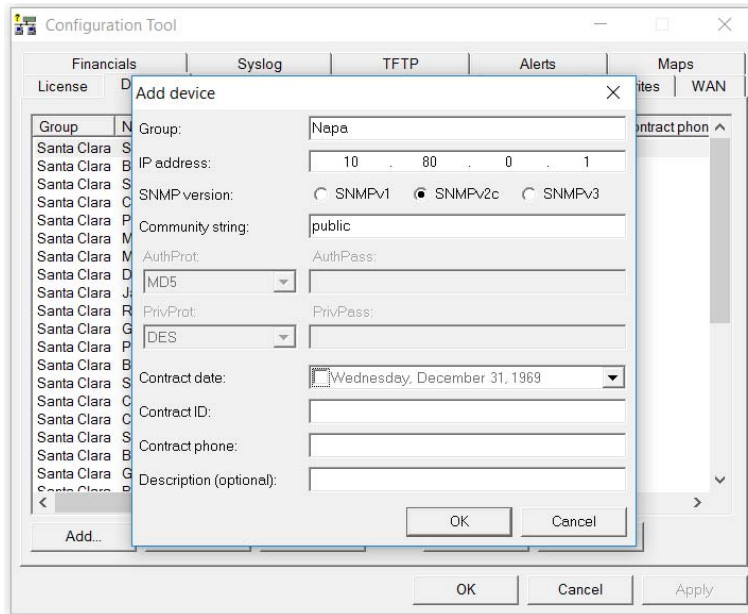 Configuration Tool
Financials Syslog TFTP Alerts Maps
License D rites WAN
Add device
Group N ontract phon
Group: Napa
IP address: 10 . 80 . 0 . 1
SNMP version: SNMPv1 SNMPv2c SNMPv3
Community string: public
AuthProt: AuthPass:
MD5
PrivProt: PrivPass:
DES
Contract date: Wednesday, December 31, 1969
Contract ID:
Contract phone:
Description (optional):
OK Cancel
Santa Clara S
Santa Clara B
Santa Clara S
Santa Clara C
Santa Clara P
Santa Clara M
Santa Clara M
Santa Clara D
Santa Clara Ja
Santa Clara R
Santa Clara G
Santa Clara P
Santa Clara B
Santa Clara S
Santa Clara C
Santa Clara C
Santa Clara S
Santa Clara B
Santa Clara G
Add...
OK Cancel Apply